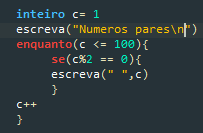 inteiro c= 1
escreva("Numeros pares\n")
enquanto(c <= 100){
se(c%2 == 0){
escreva(" ",c)
}
c++
}